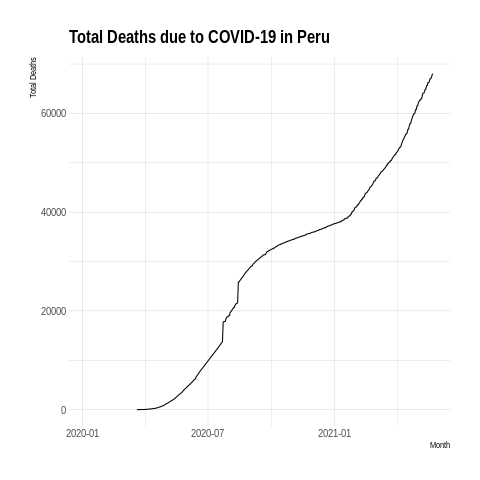 Total Deaths due to COVID-19 in Peru
Total Deaths
60000
40000
20000
0
2020-01 2020-07 2021-01
Month